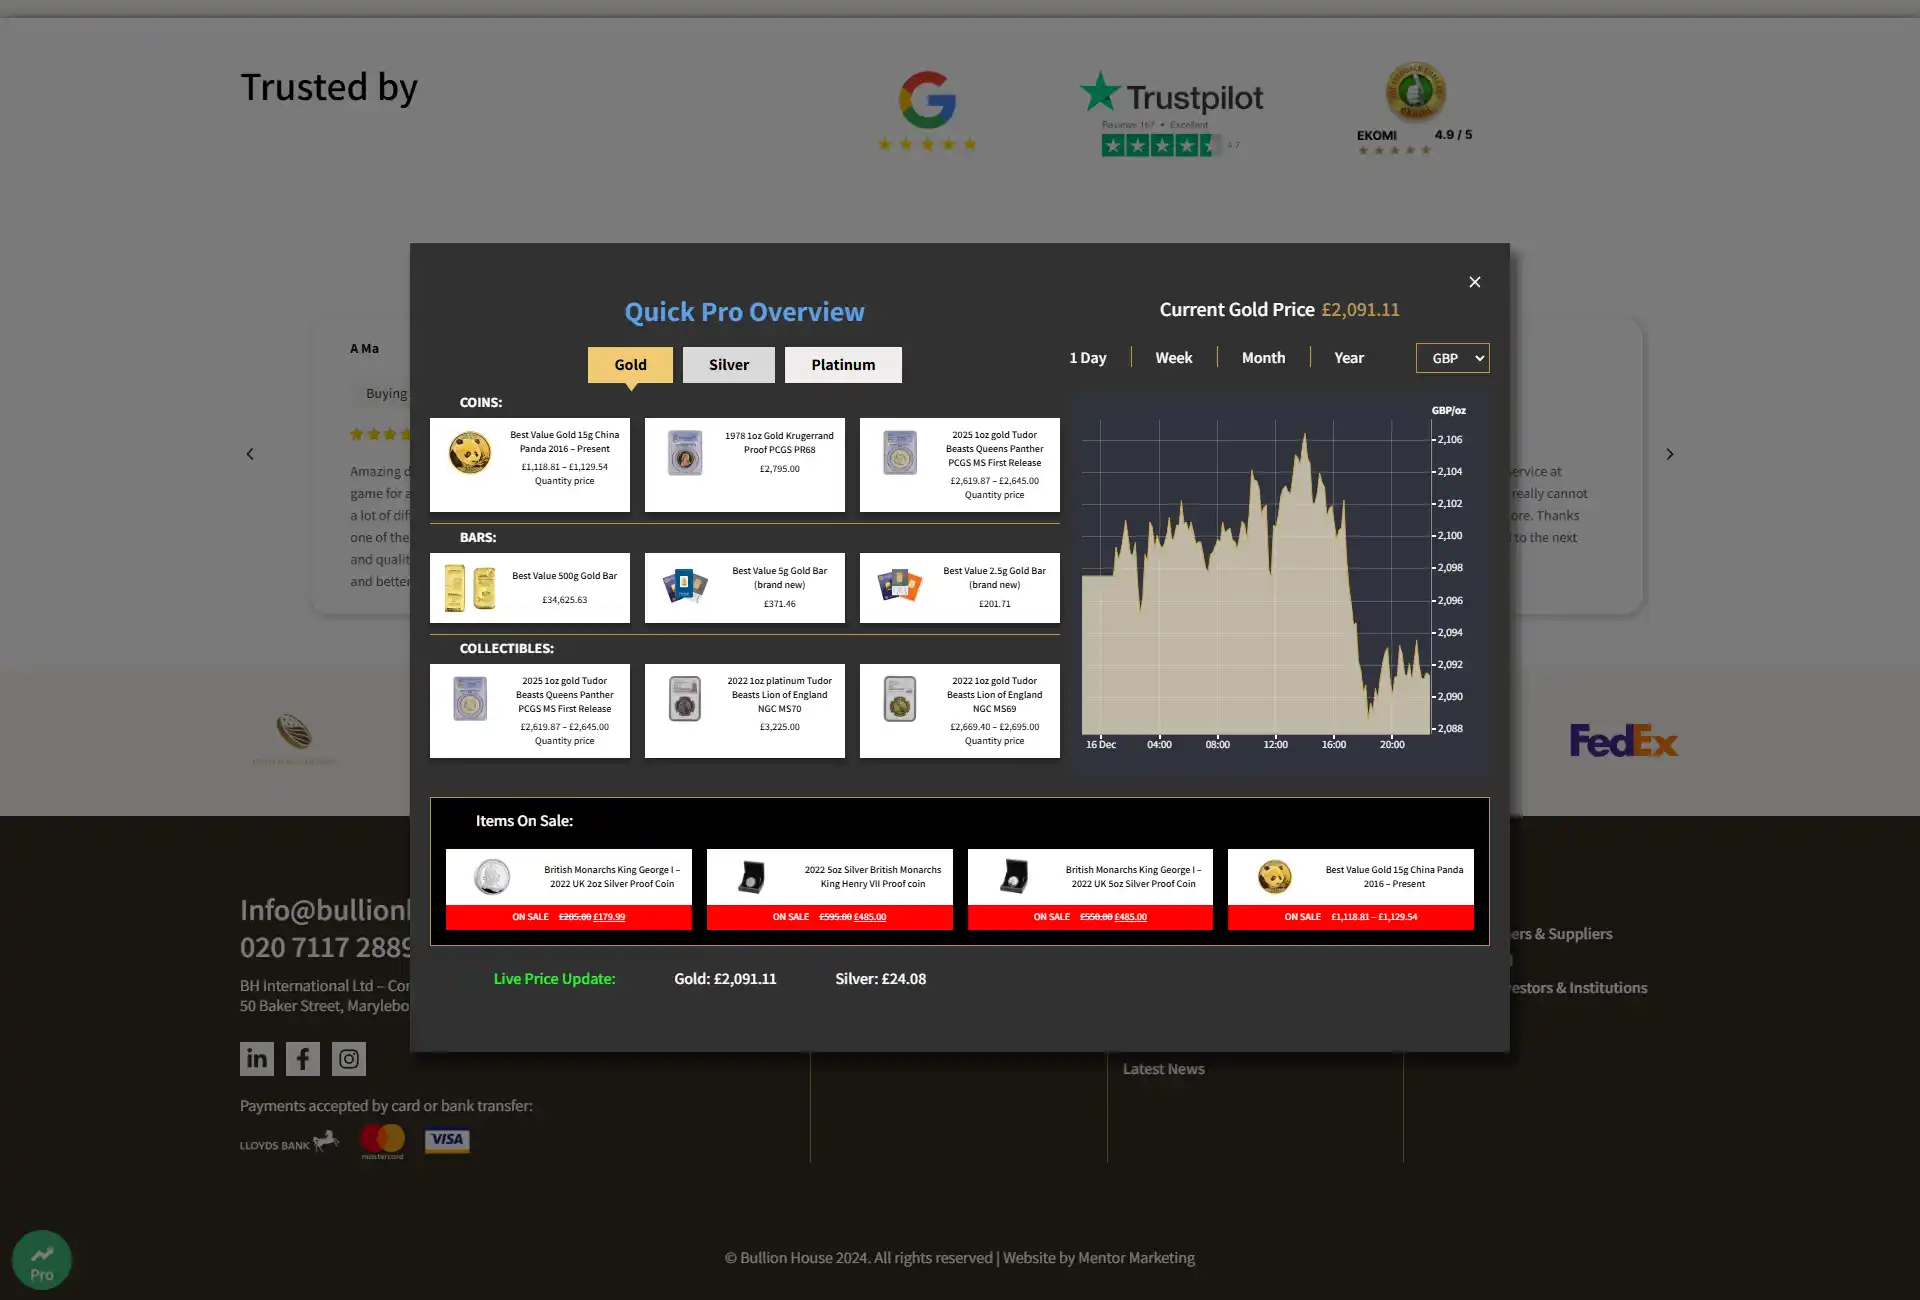 Trusted by
Trustpilot
Reviews 167 • Excellent
4.7
EKOMI 4.9 / 5
A Ma
Buying
Amazing d
game for a
a lot of dif
one of the
and qualit
and better
ervice at
really cannot
ore. Thanks
to the next
Quick Pro Overview
Gold
Silver
Platinum
COINS:
Best Value Gold 15g China
Panda 2016 – Present
£1,118.81 – £1,129.54
Quantity price
1978 1oz Gold Krugerrand
Proof PCGS PR68
£2,795.00
2025 1oz gold Tudor
Beasts Queens Panther
PCGS MS First Release
£2,619.87 – £2,645.00
Quantity price
BARS:
Best Value 500g Gold Bar
£34,625.63
Best Value 5g Gold Bar
(brand new)
£371.46
Best Value 2.5g Gold Bar
(brand new)
£201.71
COLLECTIBLES:
2025 1oz gold Tudor
Beasts Queens Panther
PCGS MS First Release
£2,619.87 – £2,645.00
Quantity price
2022 1oz platinum Tudor
Beasts Lion of England
NGC MS70
£3,225.00
2022 1oz gold Tudor
Beasts Lion of England
NGC MS69
£2,669.40 – £2,695.00
Quantity price
Current Gold Price £2,091.11
1 Day
Week
Month
Year
GBP
GBP/oz
2,106
2,104
2,102
2,100
2,098
2,096
2,094
2,092
2,090
2,088
16 Dec 04:00 08:00 12:00 16:00 20:00
Items On Sale:
British Monarchs King George I –
2022 UK 2oz Silver Proof Coin
ON SALE £205.00 £179.99
2022 5oz Silver British Monarchs
King Henry VII Proof coin
ON SALE £595.00 £485.00
British Monarchs King George I –
2022 UK 5oz Silver Proof Coin
ON SALE £550.00 £485.00
Best Value Gold 15g China Panda
2016 – Present
ON SALE £1,118.81 – £1,129.54
Live Price Update: Gold: £2,091.11 Silver: £24.08
FedEx
Info@bullionh
020 7117 2889
BH International Ltd – Cor
50 Baker Street, Marylebo
Payments accepted by card or bank transfer:
LLOYDS BANK
mastercard
VISA
Latest News
ers & Suppliers
estors & Institutions
Pro
© Bullion House 2024. All rights reserved | Website by Mentor Marketing